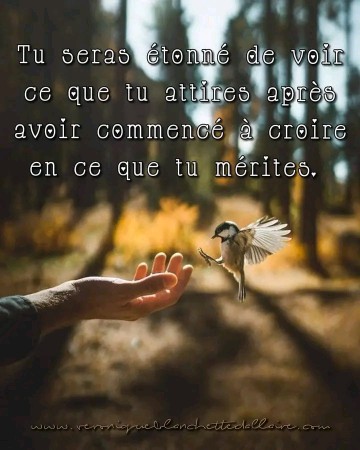 Tu seras étonné de voir
ce que tu attires après
avoir commencé à croire
en ce que tu mérites.
www.veroniqueblanchettedallaire.com